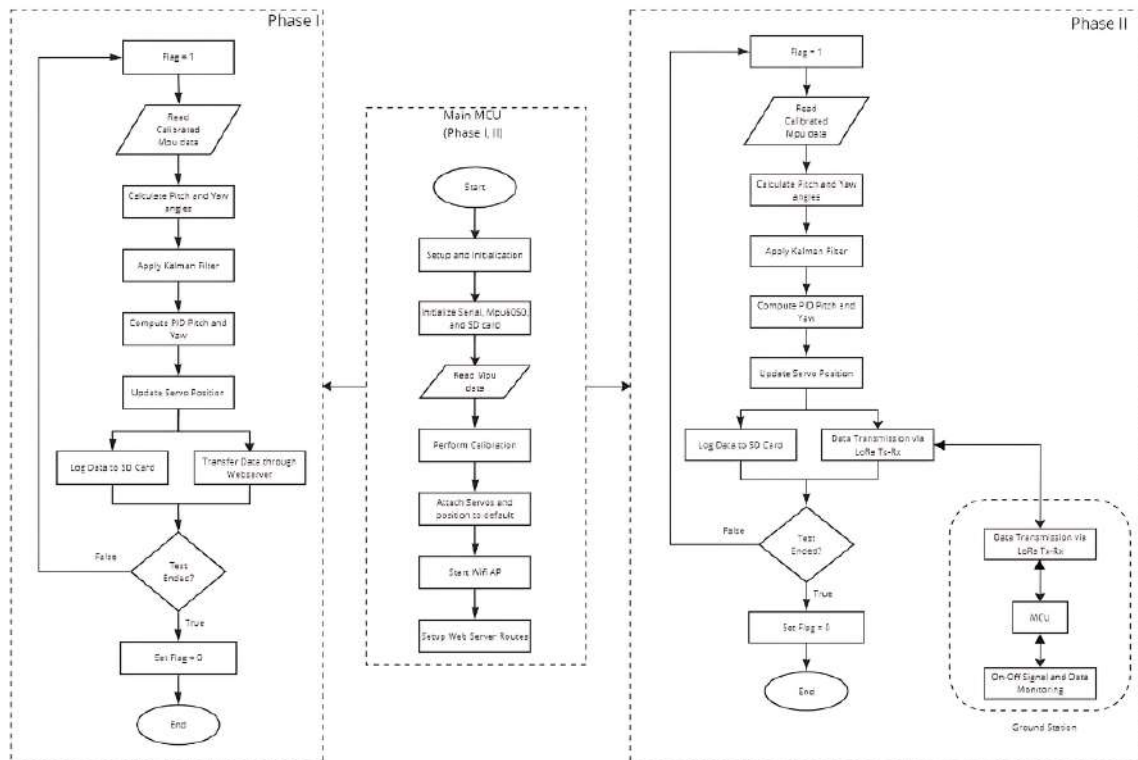 Phase I
Flag = 1
Read
Calibrated
Mpu data
Calculate Pitch and Yaw
angles
Apply Kalman Filter
Compute PID Pitch and
Yaw
Update Servo Position
Log Data to SD Card
Transfer Data through
Webserver
False
Test
Ended?
True
Set Flag = 0
End
Main MCU
(Phase I, II)
Start
Setup and Initialization
Initialize Serial, Mpu6050,
and SD card
Read Mpu
data
Perform Calibration
Attach Servos and
position to default
Start Wifi AP
Setup Web Server Routes
Phase II
Flag = 1
Read
Calibrated
Mpu data
Calculate Pitch and Yaw
angles
Apply Kalman Filter
Compute PID Pitch and
Yaw
Update Servo Position
Log Data to SD Card
Data Transmission via
LoRa Tx-Rx
False
Test
Ended?
True
Set Flag = 0
End
Data Transmission via
LoRa Tx-Rx
MCU
On-Off Signal and Data
Monitoring
Ground Station